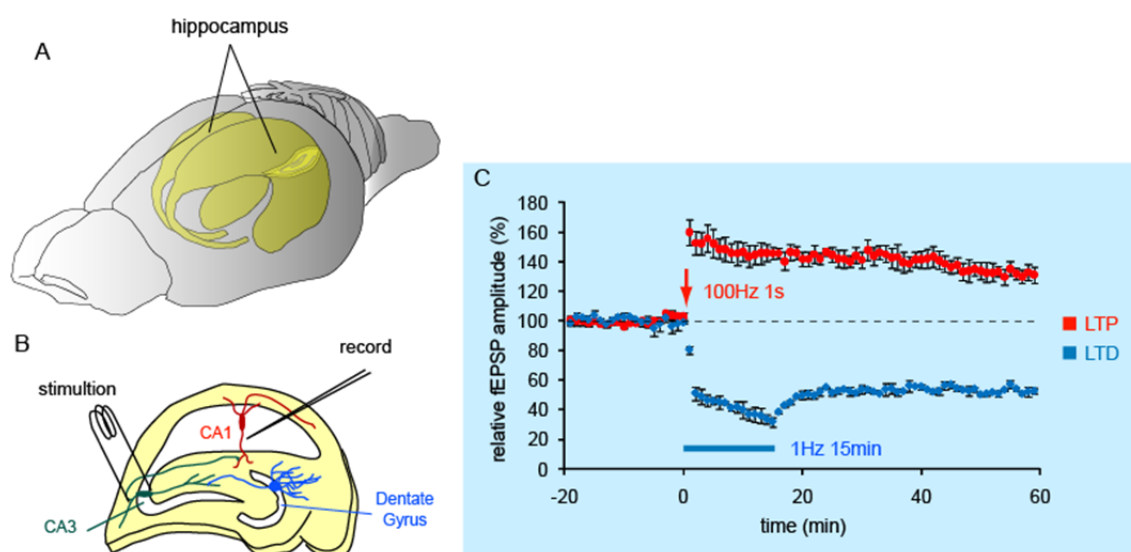 A
hippocampus
B
stimultion
record
CA1
CA3
Dentate
Gyrus
C
relative fEPSP amplitude (%)
180
160
140
120
100
80
60
40
20
0
100Hz 1s
1Hz 15min
LTP
LTD
-20
0
20
40
60
time (min)